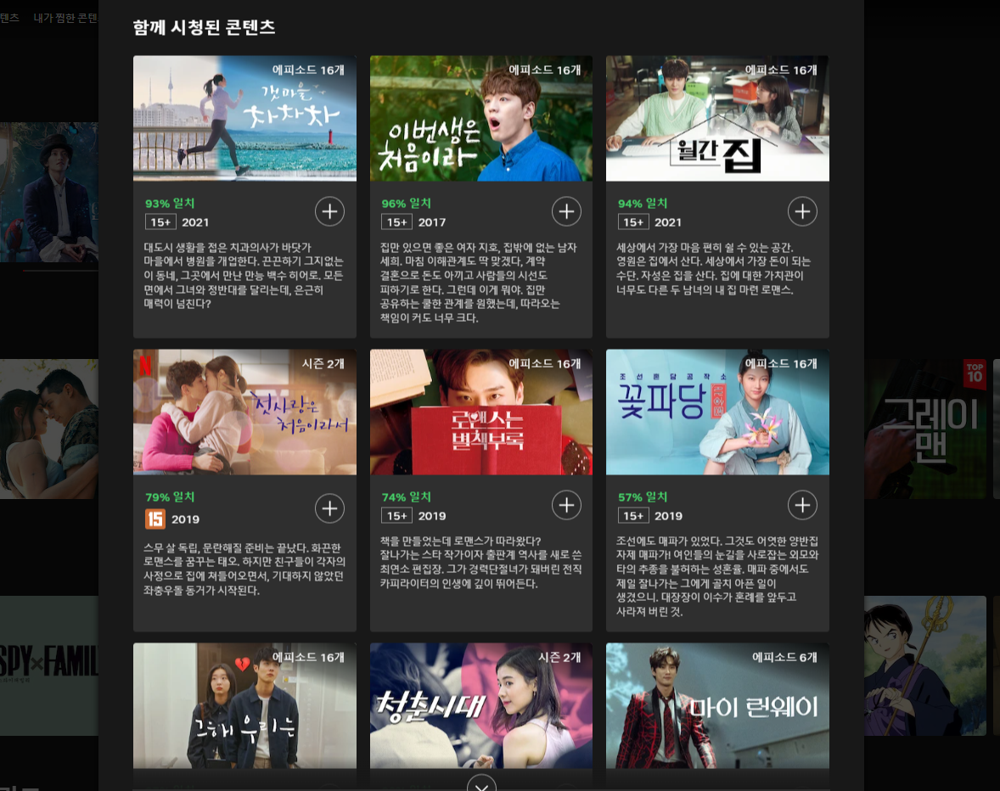 텐츠 내가 찜한 콘텐
함께 시청된 콘텐츠
에피소드 16개
갯마을
차차차
93% 일치
15+ 2021
대도시 생활을 접은 치과의사가 바닷가
마을에서 병원을 개업한다. 끈끈하기 그지없는
이 동네, 그곳에서 만난 만능 백수 히어로. 모든
면에서 그녀와 정반대를 달리는데, 은근히
매력이 넘친다?
에피소드 16개
이번생은
처음이라
96% 일치
15+ 2017
집만 있으면 좋은 여자 지호, 집밖에 없는 남자
세희. 마침 이해관계도 딱 맞겠다, 계약
결혼으로 돈도 아끼고 사람들의 시선도
피하기로 한다. 그런데 이게 뭐야. 집만
공유하는 쿨한 관계를 원했는데, 따라오는
책임이 커도 너무 크다.
에피소드 16개
월간 집
94% 일치
15+ 2021
세상에서 가장 마음 편히 쉴 수 있는 공간.
영원은 집에서 산다. 세상에서 가장 돈이 되는
수단. 자성은 집을 산다. 집에 대한 가치관이
너무도 다른 두 남녀의 내 집 마련 로맨스.
N
시즌 2개
첫사랑은
처음이라서
79% 일치
15 2019
스무 살 독립, 문란해질 준비는 끝났다. 화끈한
로맨스를 꿈꾸는 태오. 하지만 친구들이 각자의
사정으로 집에 쳐들어오면서, 기대하지 않았던
좌충우돌 동거가 시작된다.
에피소드 16개
로맨스는
별책부록
74% 일치
15+ 2019
책을 만들었는데 로맨스가 따라왔다?
잘나가는 스타 작가이자 출판계 역사를 새로 쓴
최연소 편집장. 그가 경력단절녀가 돼버린 전직
카피라이터의 인생에 깊이 뛰어든다.
에피소드 16개
조선혼담공작소
꽃파당
57% 일치
15+ 2019
조선에도 매파가 있었다. 그것도 어엿한 양반집
자제 매파가! 여인들의 눈길을 사로잡는 외모와
타의 추종을 불허하는 성혼율. 매파 중에서도
제일 잘나가는 그에게 골치 아픈 일이
생겼으니. 대장장이 이수가 혼례를 앞두고
사라져 버린 것.
에피소드 16개
그해 우리는
시즌 2개
청춘시대
에피소드 6개
마이 런웨이
TOP
10
그레이
맨
SPY×FAMIL